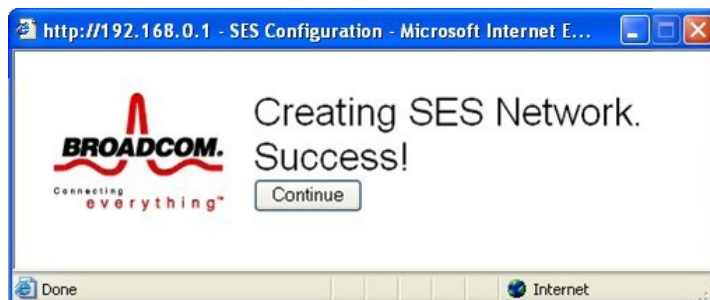 http://192.168.0.1 - SES Configuration - Microsoft Internet E...
BROADCOM.
Connecting
everything™
Creating SES Network.
Success!
Continue
Done
Internet